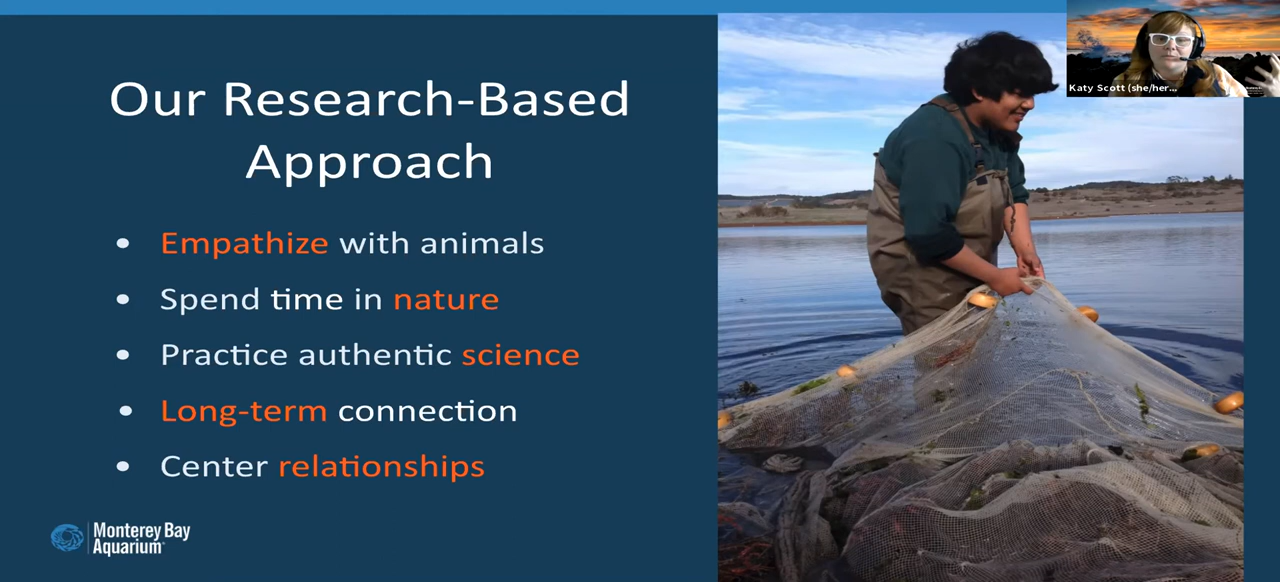 Our Research-Based
Approach
• Empathize with animals
• Spend time in nature
• Practice authentic science
• Long-term connection
• Center relationships
Monterey Bay
Aquarium
Katy Scott (she/her...